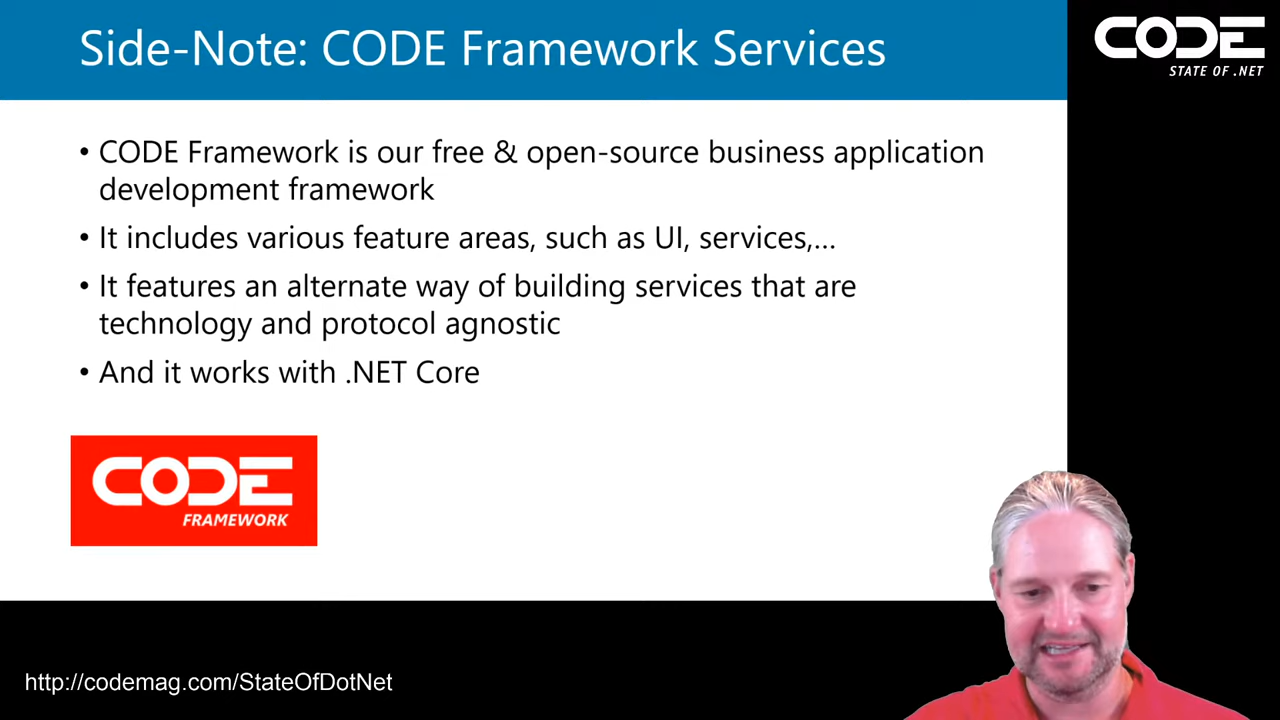 Side-Note: CODE Framework Services
CODE
STATE OF .NET
• CODE Framework is our free & open-source business application
development framework
• It includes various feature areas, such as UI, services,...
• It features an alternate way of building services that are
technology and protocol agnostic
• And it works with .NET Core
CODE
FRAMEWORK
http://codemag.com/StateOfDotNet